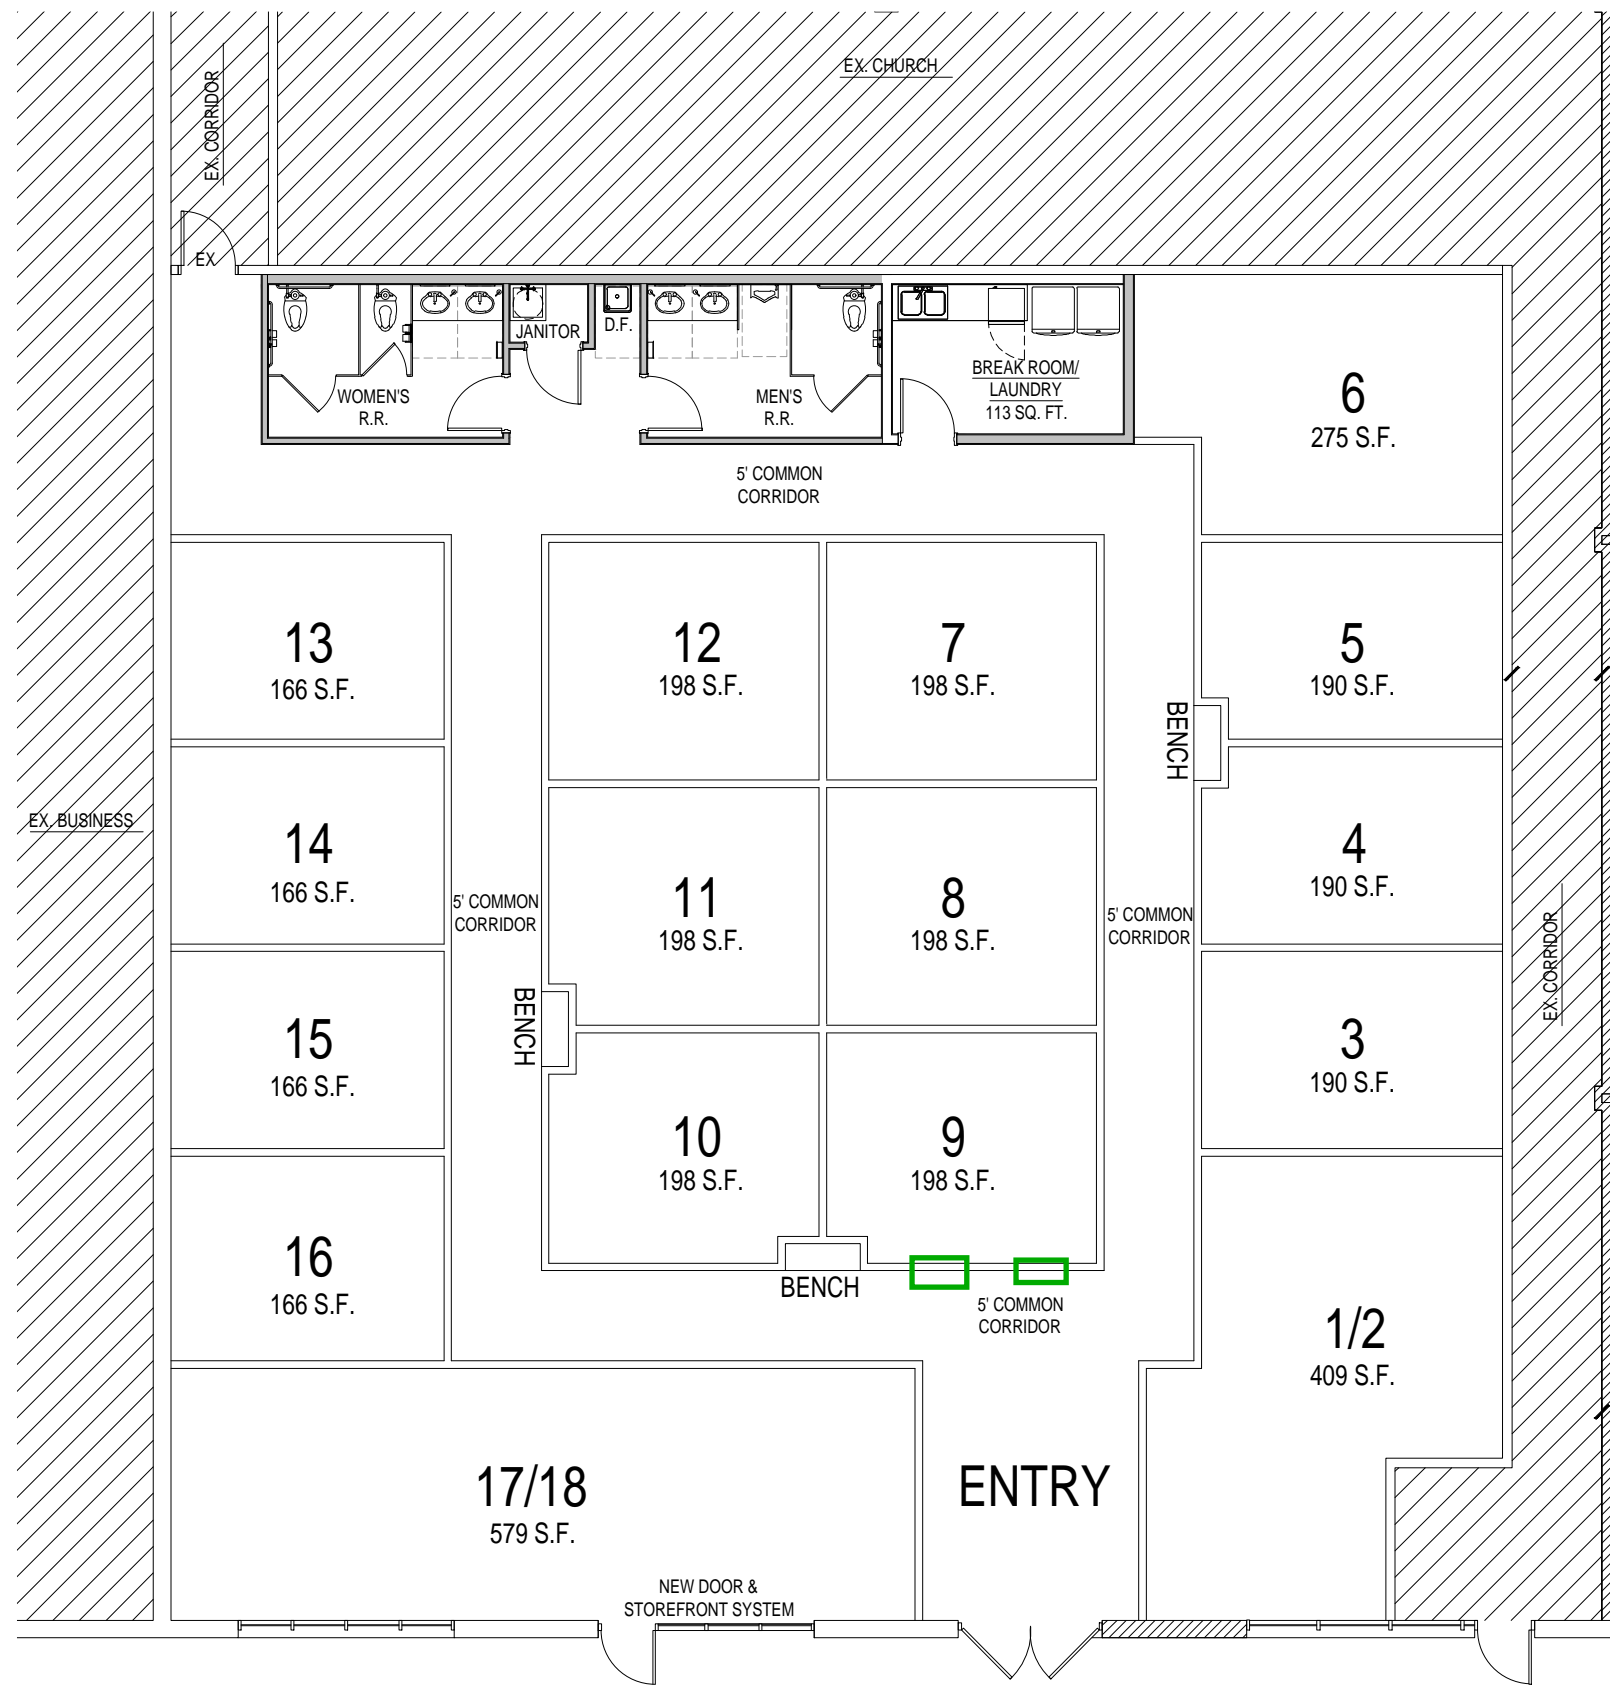 EX. CHURCH
EX. CORRIDOR
EX
JANITOR
D.F.
WOMEN'S
R.R.
MEN'S
R.R.
BREAK ROOM/
LAUNDRY
113 SQ. FT.
6
275 S.F.
5' COMMON
CORRIDOR
13
166 S.F.
12
198 S.F.
7
198 S.F.
5
190 S.F.
BENCH
EX. BUSINESS
14
166 S.F.
5' COMMON
CORRIDOR
11
198 S.F.
8
198 S.F.
5' COMMON
CORRIDOR
4
190 S.F.
EX. CORRIDOR
BENCH
15
166 S.F.
10
198 S.F.
9
198 S.F.
3
190 S.F.
16
166 S.F.
BENCH
5' COMMON
CORRIDOR
1/2
409 S.F.
17/18
579 S.F.
ENTRY
NEW DOOR &
STOREFRONT SYSTEM